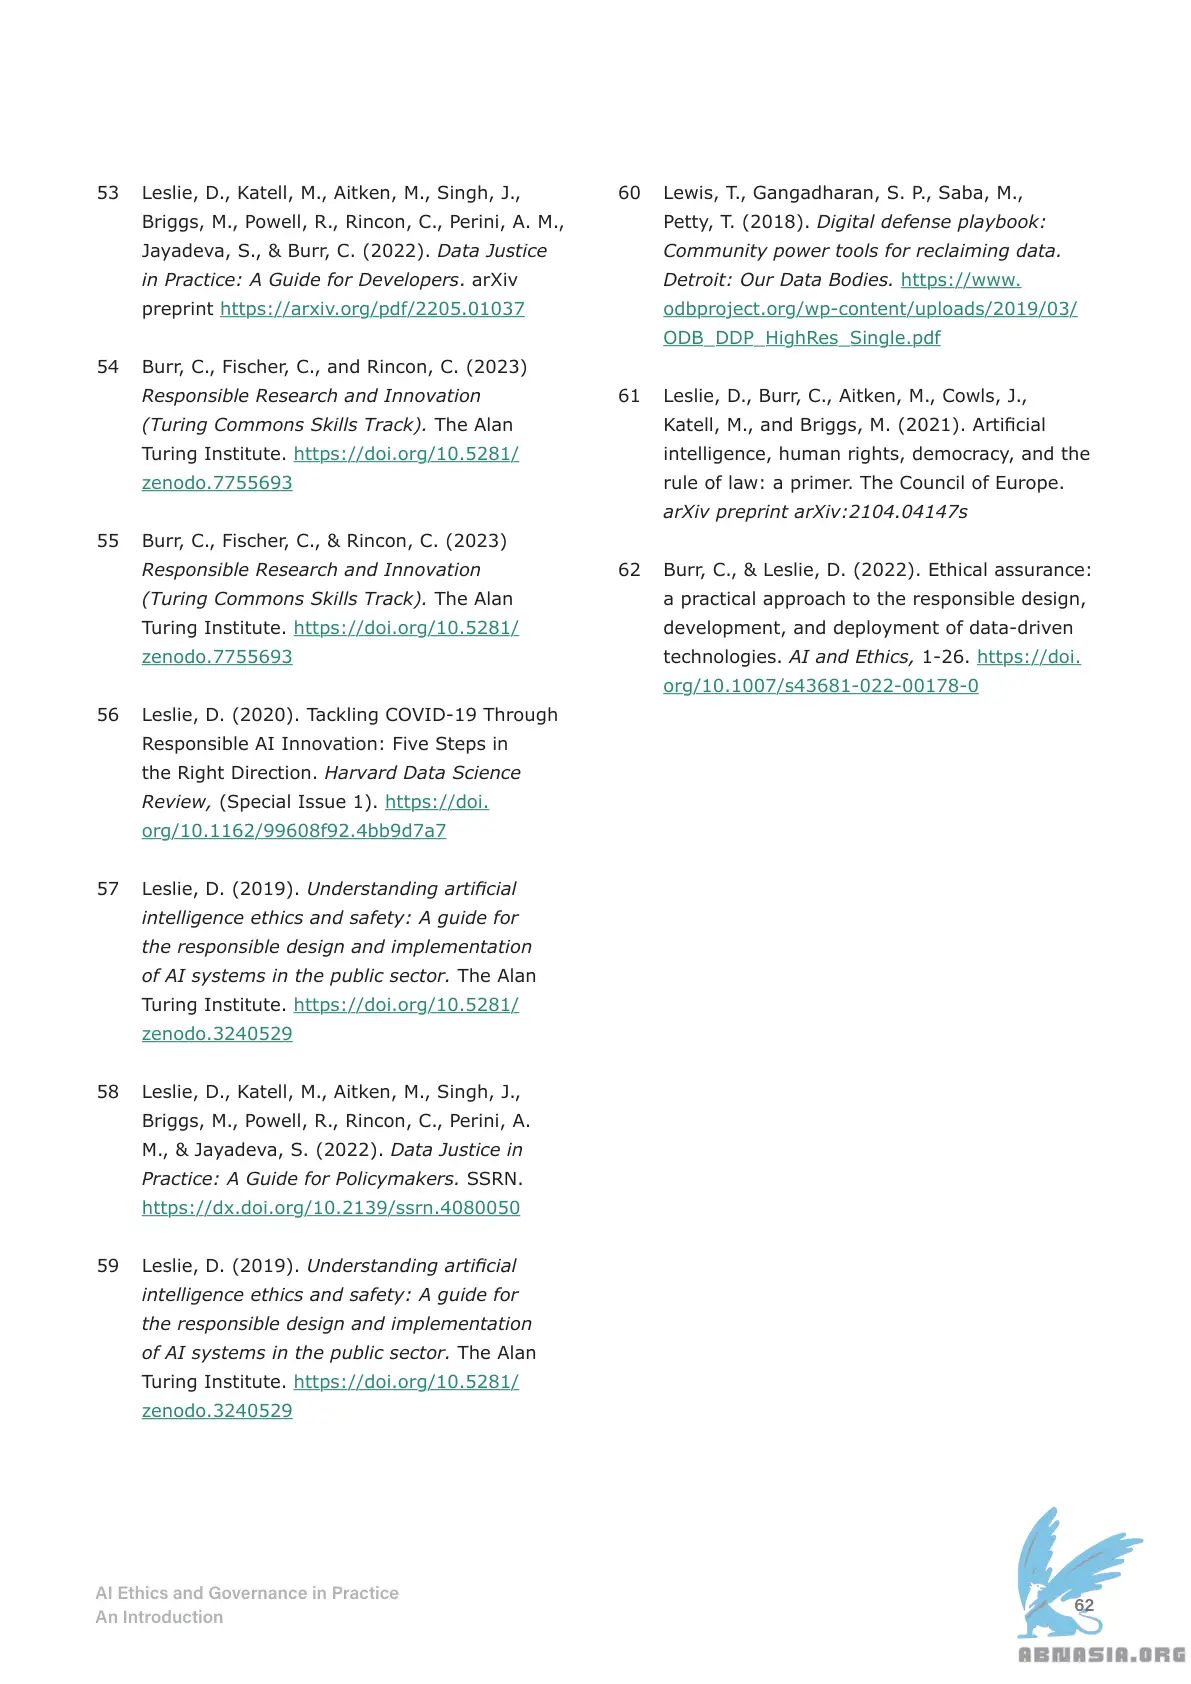 53 Leslie, D., Katell, M., Aitken, M., Singh, J.,
Briggs, M., Powell, R., Rincon, C., Perini, A. M.,
Jayadeva, S., & Burr, C. (2022). Data Justice
in Practice: A Guide for Developers. arXiv
preprint https://arxiv.org/pdf/2205.01037
54 Burr, C., Fischer, C., and Rincon, C. (2023)
Responsible Research and Innovation
(Turing Commons Skills Track). The Alan
Turing Institute. https://doi.org/10.5281/
zenodo.7755693
55 Burr, C., Fischer, C., & Rincon, C. (2023)
Responsible Research and Innovation
(Turing Commons Skills Track). The Alan
Turing Institute. https://doi.org/10.5281/
zenodo.7755693
56 Leslie, D. (2020). Tackling COVID-19 Through
Responsible AI Innovation: Five Steps in
the Right Direction. Harvard Data Science
Review, (Special Issue 1). https://doi.
org/10.1162/99608f92.4bb9d7a7
57 Leslie, D. (2019). Understanding artificial
intelligence ethics and safety: A guide for
the responsible design and implementation
of AI systems in the public sector. The Alan
Turing Institute. https://doi.org/10.5281/
zenodo.3240529
58 Leslie, D., Katell, M., Aitken, M., Singh, J.,
Briggs, M., Powell, R., Rincon, C., Perini, A.
M., & Jayadeva, S. (2022). Data Justice in
Practice: A Guide for Policymakers. SSRN.
https://dx.doi.org/10.2139/ssrn.4080050
59 Leslie, D. (2019). Understanding artificial
intelligence ethics and safety: A guide for
the responsible design and implementation
of AI systems in the public sector. The Alan
Turing Institute. https://doi.org/10.5281/
zenodo.3240529
60 Lewis, T., Gangadharan, S. P., Saba, M.,
Petty, T. (2018). Digital defense playbook:
Community power tools for reclaiming data.
Detroit: Our Data Bodies. https://www.
odbproject.org/wp-content/uploads/2019/03/
ODB_DDP_HighRes_Single.pdf
61 Leslie, D., Burr, C., Aitken, M., Cowls, J.,
Katell, M., and Briggs, M. (2021). Artificial
intelligence, human rights, democracy, and the
rule of law: a primer. The Council of Europe.
arXiv preprint arXiv:2104.04147s
62 Burr, C., & Leslie, D. (2022). Ethical assurance:
a practical approach to the responsible design,
development, and deployment of data-driven
technologies. AI and Ethics, 1-26. https://doi.
org/10.1007/s43681-022-00178-0
AI Ethics and Governance in Practice
An Introduction
62
ABNASIA.ORG